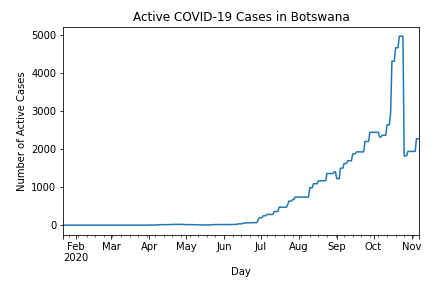 Active COVID-19 Cases in Botswana
Number of Active Cases
5000
4000
3000
2000
1000
0
Feb Mar Apr May Jun Jul Aug Sep Oct Nov
2020
Day